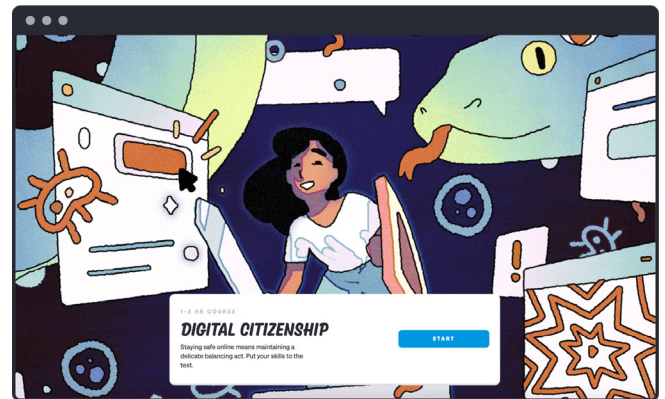 1-2 HR COURSE
DIGITAL CITIZENSHIP
Staying safe online means maintaining a
delicate balancing act. Put your skills to the
test.
START